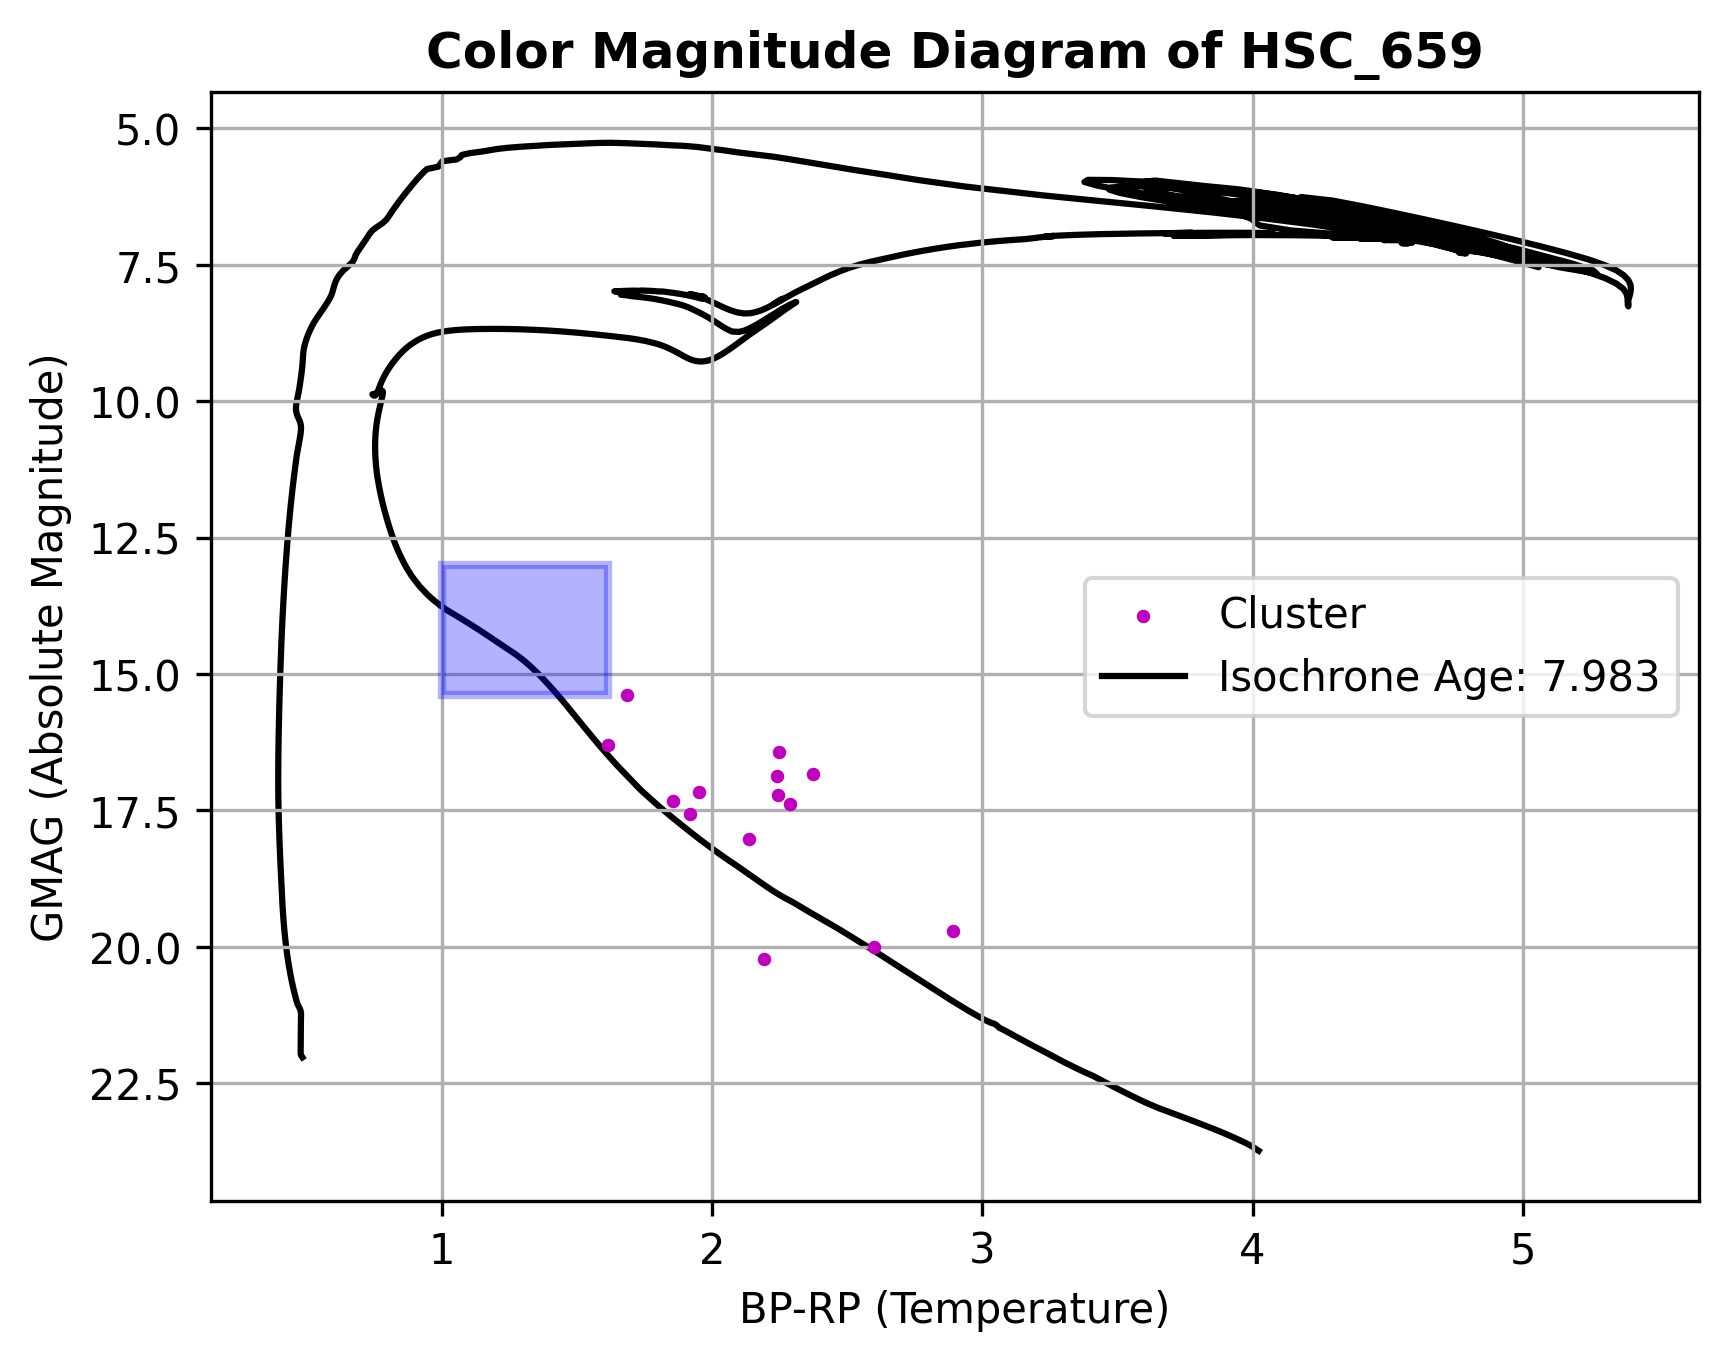 Color Magnitude Diagram of HSC_659
GMAG (Absolute Magnitude)
5.0
7.5
10.0
12.5
15.0
17.5
20.0
22.5
Cluster
Isochrone Age: 7.983
1 2 3 4 5
BP-RP (Temperature)